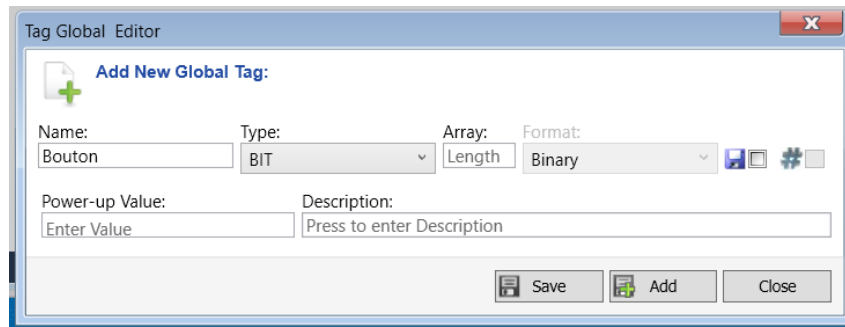 Tag Global Editor
Add New Global Tag:
Name: Type: Array: Format:
Bouton BIT Length Binary #
Power-up Value: Description:
Enter Value Press to enter Description
Save Add Close